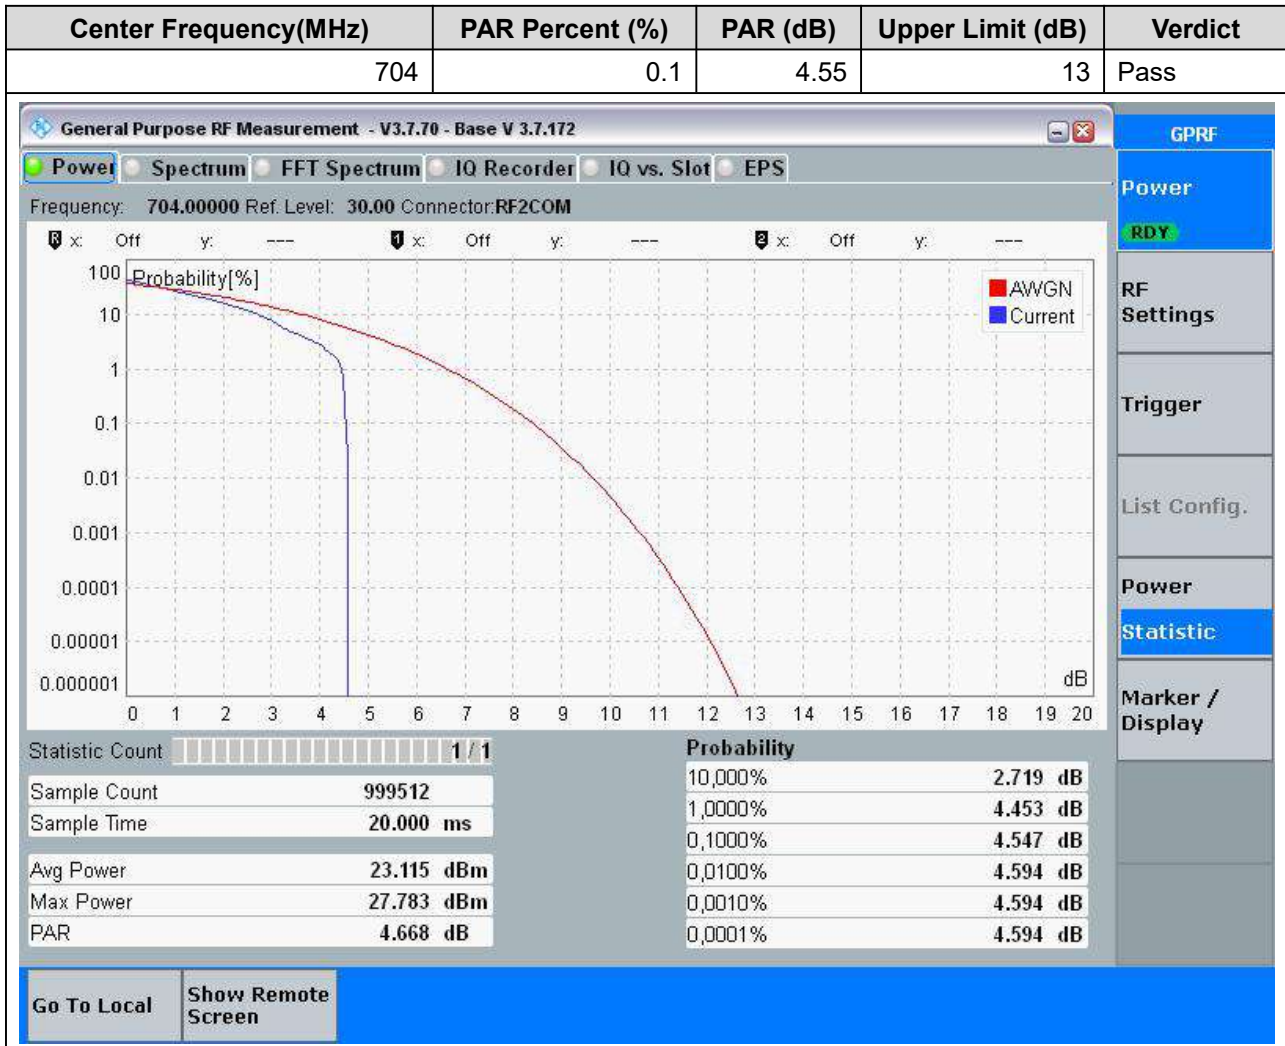 Center Frequency(MHz) PAR Percent (%) PAR (dB) Upper Limit (dB) Verdict
704 0.1 4.55 13 Pass
General Purpose RF Measurement - V3.7.70 - Base V 3.7.172
GPRF
Power Spectrum FFT Spectrum IQ Recorder IQ vs. Slot EPS
Frequency: 704.00000 Ref. Level: 30.00 Connector:RF2COM
R x: Off y: --- 1 x: Off y: --- 2 x: Off y: ---
Probability[%]
AWGN
Current
100
10
1
0.1
0.01
0.001
0.0001
0.00001
0.000001
dB
0 1 2 3 4 5 6 7 8 9 10 11 12 13 14 15 16 17 18 19 20
Statistic Count 1 / 1
Sample Count 999512
Sample Time 20.000 ms
Avg Power 23.115 dBm
Max Power 27.783 dBm
PAR 4.668 dB
Probability
10,000% 2.719 dB
1,0000% 4.453 dB
0,1000% 4.547 dB
0,0100% 4.594 dB
0,0010% 4.594 dB
0,0001% 4.594 dB
Power
RDY
RF
Settings
Trigger
List Config.
Power
Statistic
Marker /
Display
Go To Local
Show Remote
Screen